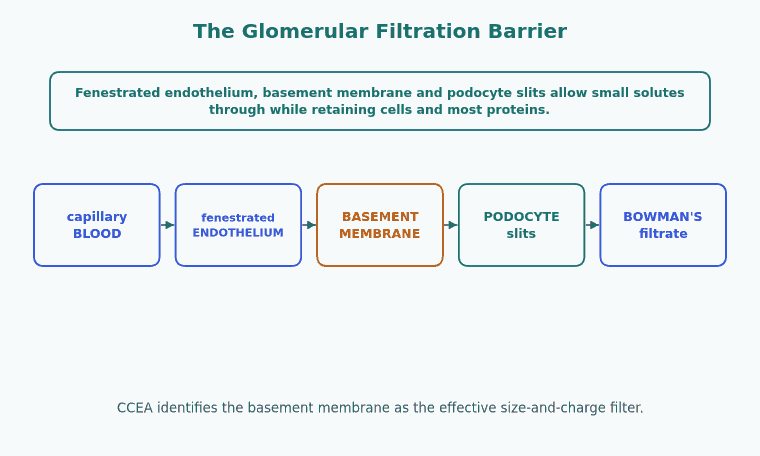 The Glomerular Filtration Barrier
Fenestrated endothelium, basement membrane and podocyte slits allow small solutes
through while retaining cells and most proteins.
capillary
BLOOD
fenestrated
ENDOTHELIUM
BASEMENT
MEMBRANE
PODOCYTE
slits
BOWMAN'S
filtrate
CCEA identifies the basement membrane as the effective size-and-charge filter.